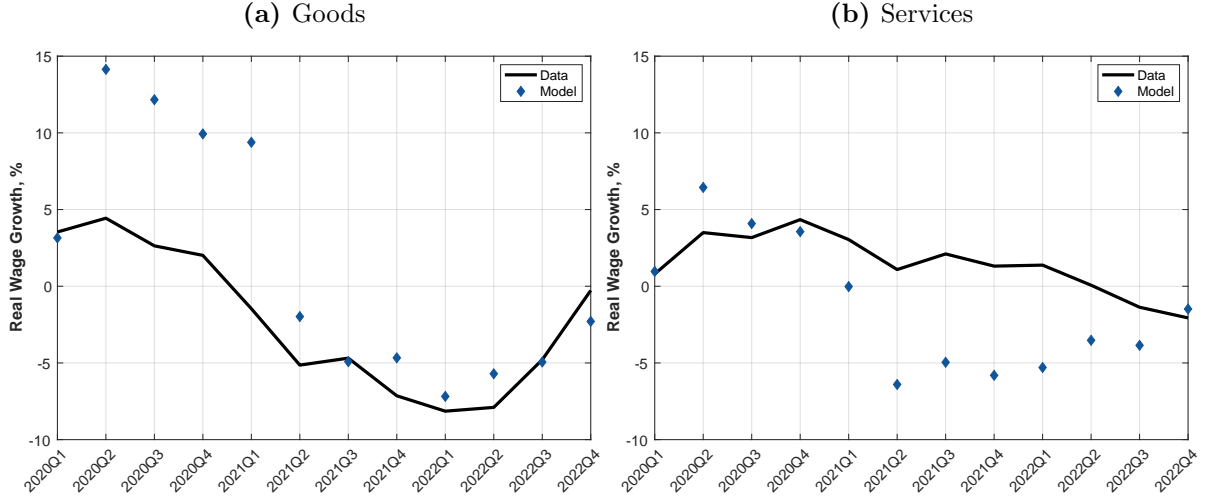 (a) Goods
15
10
5
0
-5
-10
Real Wage Growth, %
Data
Model
2020Q1
2020Q2
2020Q3
2020Q4
2021Q1
2021Q2
2021Q3
2021Q4
2022Q1
2022Q2
2022Q3
2022Q4
(b) Services
15
10
5
0
-5
-10
Real Wage Growth, %
Data
Model
2020Q1
2020Q2
2020Q3
2020Q4
2021Q1
2021Q2
2021Q3
2021Q4
2022Q1
2022Q2
2022Q3
2022Q4